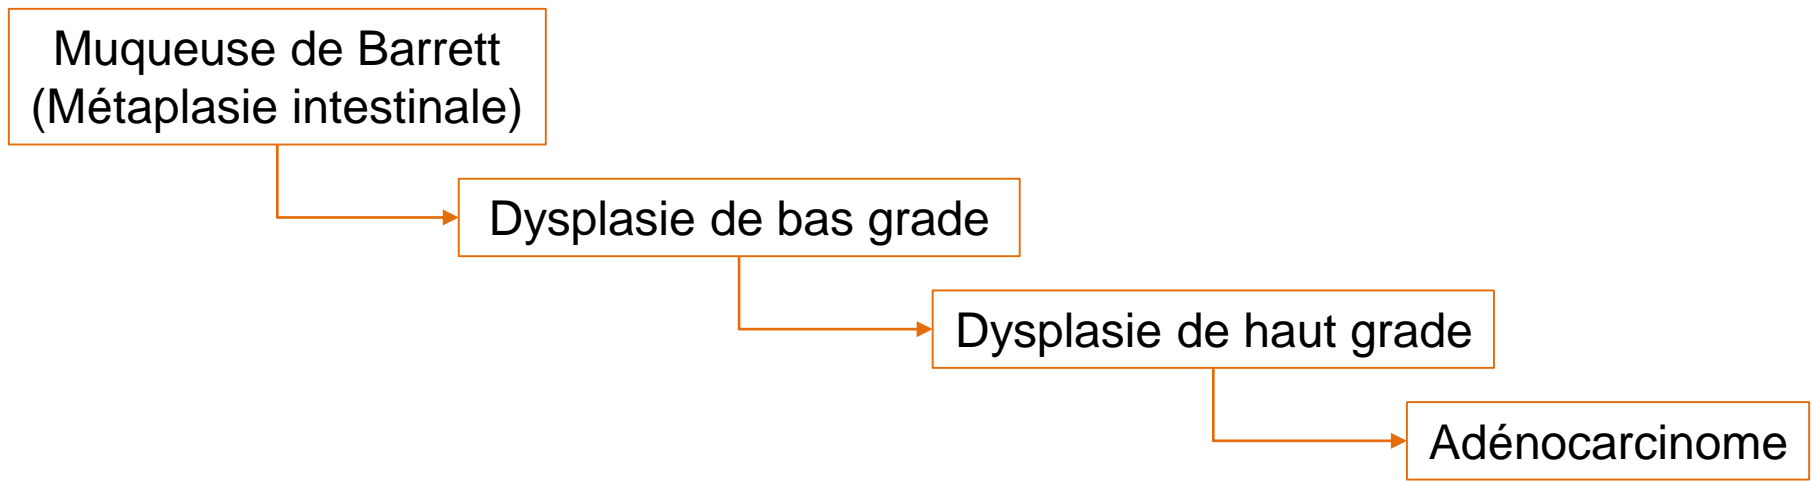 Muqueuse de Barrett
(Métaplasie intestinale)
Dysplasie de bas grade
Dysplasie de haut grade
Adénocarcinome